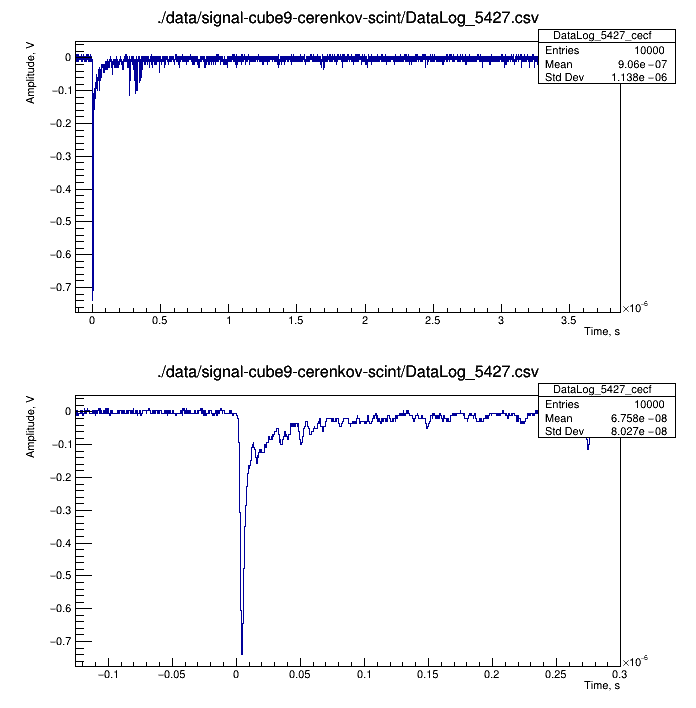 ./data/signal-cube9-cerenkov-scint/DataLog_5427.csv
DataLog_5427_cecf
Entries 10000
Mean 9.06e−07
Std Dev 1.138e−06
Amplitude, V
0
−0.1
−0.2
−0.3
−0.4
−0.5
−0.6
−0.7
0 0.5 1 1.5 2 2.5 3 3.5
×10⁻⁶
Time, s
./data/signal-cube9-cerenkov-scint/DataLog_5427.csv
DataLog_5427_cecf
Entries 10000
Mean 6.758e−08
Std Dev 8.027e−08
Amplitude, V
0
−0.1
−0.2
−0.3
−0.4
−0.5
−0.6
−0.7
−0.1 −0.05 0 0.05 0.1 0.15 0.2 0.25 0.3
×10⁻⁶
Time, s